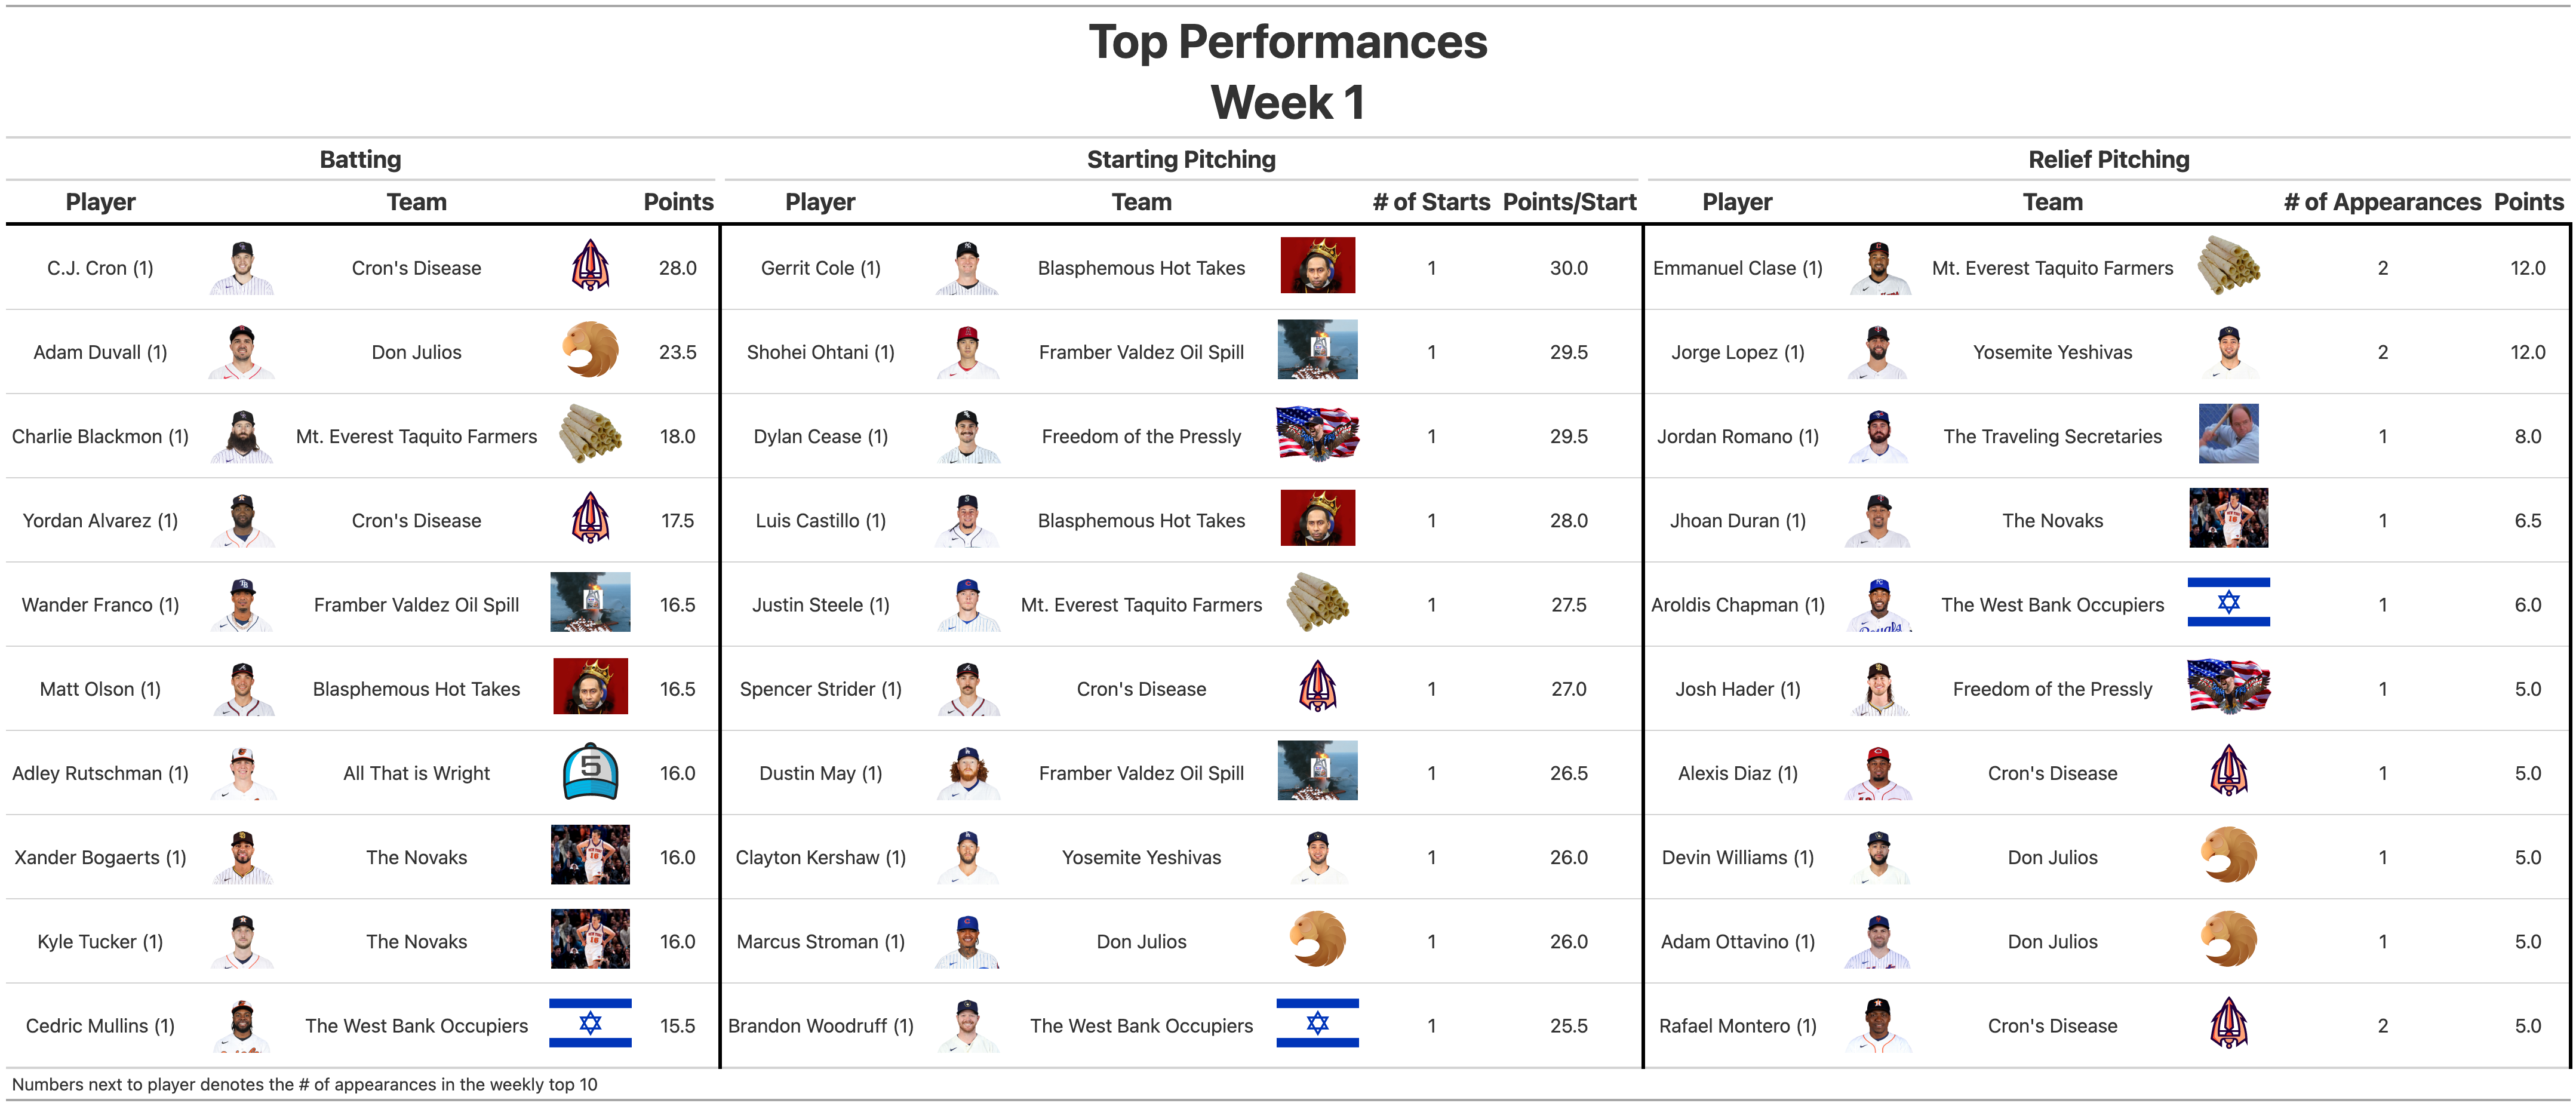 Top Performances
Week 1
Batting Starting Pitching Relief Pitching
Player Team Points Player Team # of Starts Points/Start Player Team # of Appearances Points
C.J. Cron (1) Cron's Disease 28.0 Gerrit Cole (1) Blasphemous Hot Takes 1 30.0 Emmanuel Clase (1) Mt. Everest Taquito Farmers 2 12.0
Adam Duvall (1) Don Julios 23.5 Shohei Ohtani (1) Framber Valdez Oil Spill 1 29.5 Jorge Lopez (1) Yosemite Yeshivas 2 12.0
Charlie Blackmon (1) Mt. Everest Taquito Farmers 18.0 Dylan Cease (1) Freedom of the Pressly 1 29.5 Jordan Romano (1) The Traveling Secretaries 1 8.0
Yordan Alvarez (1) Cron's Disease 17.5 Luis Castillo (1) Blasphemous Hot Takes 1 28.0 Jhoan Duran (1) The Novaks 1 6.5
Wander Franco (1) Framber Valdez Oil Spill 16.5 Justin Steele (1) Mt. Everest Taquito Farmers 1 27.5 Aroldis Chapman (1) The West Bank Occupiers 1 6.0
Matt Olson (1) Blasphemous Hot Takes 16.5 Spencer Strider (1) Cron's Disease 1 27.0 Josh Hader (1) Freedom of the Pressly 1 5.0
Adley Rutschman (1) All That is Wright 5 16.0 Dustin May (1) Framber Valdez Oil Spill 1 26.5 Alexis Diaz (1) Cron's Disease 1 5.0
Xander Bogaerts (1) The Novaks 16.0 Clayton Kershaw (1) Yosemite Yeshivas 1 26.0 Devin Williams (1) Don Julios 1 5.0
Kyle Tucker (1) The Novaks 16.0 Marcus Stroman (1) Don Julios 1 26.0 Adam Ottavino (1) Don Julios 1 5.0
Cedric Mullins (1) The West Bank Occupiers 15.5 Brandon Woodruff (1) The West Bank Occupiers 1 25.5 Rafael Montero (1) Cron's Disease 2 5.0
Numbers next to player denotes the # of appearances in the weekly top 10